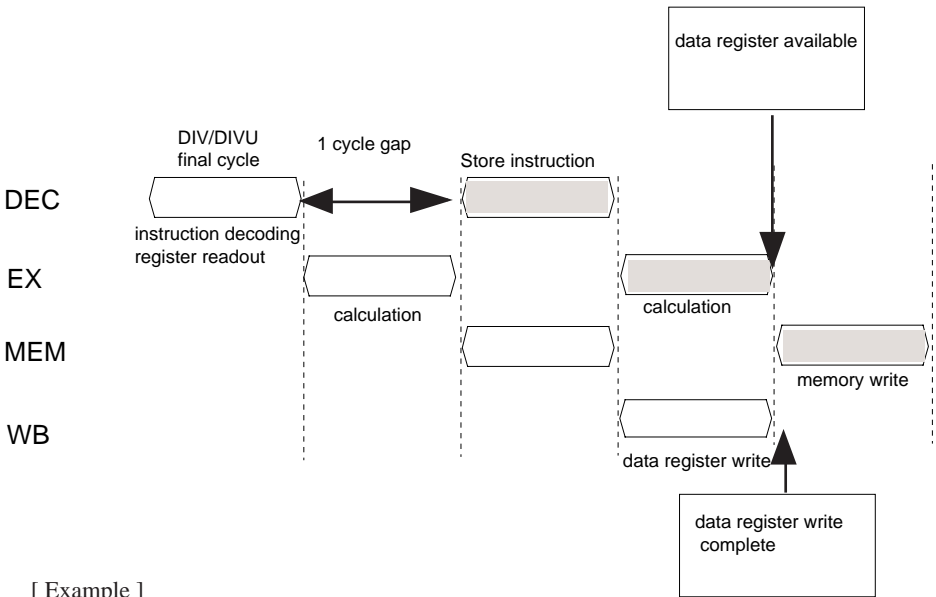 data register available
DIV/DIVU
final cycle
1 cycle gap
Store instruction
DEC
instruction decoding
register readout
EX
calculation
calculation
MEM
memory write
WB
data register write
data register write
complete
[ Example ]